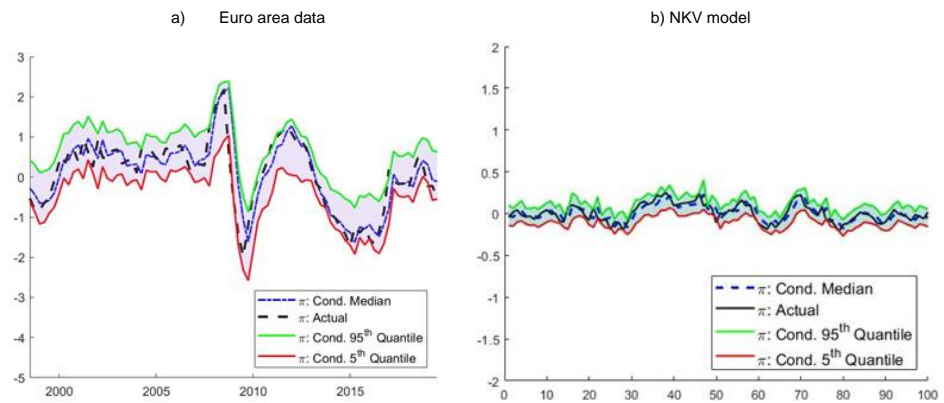 a) Euro area data
b) NKV model
3
2
1
0
-1
-2
-3
-4
-5
2000 2005 2010 2015
π: Cond. Median
π: Actual
π: Cond. 95th Quantile
π: Cond. 5th Quantile
2
1.5
1
0.5
0
-0.5
-1
-1.5
-2
0 10 20 30 40 50 60 70 80 90 100
π: Cond. Median
π: Actual
π: Cond. 95th Quantile
π: Cond. 5th Quantile